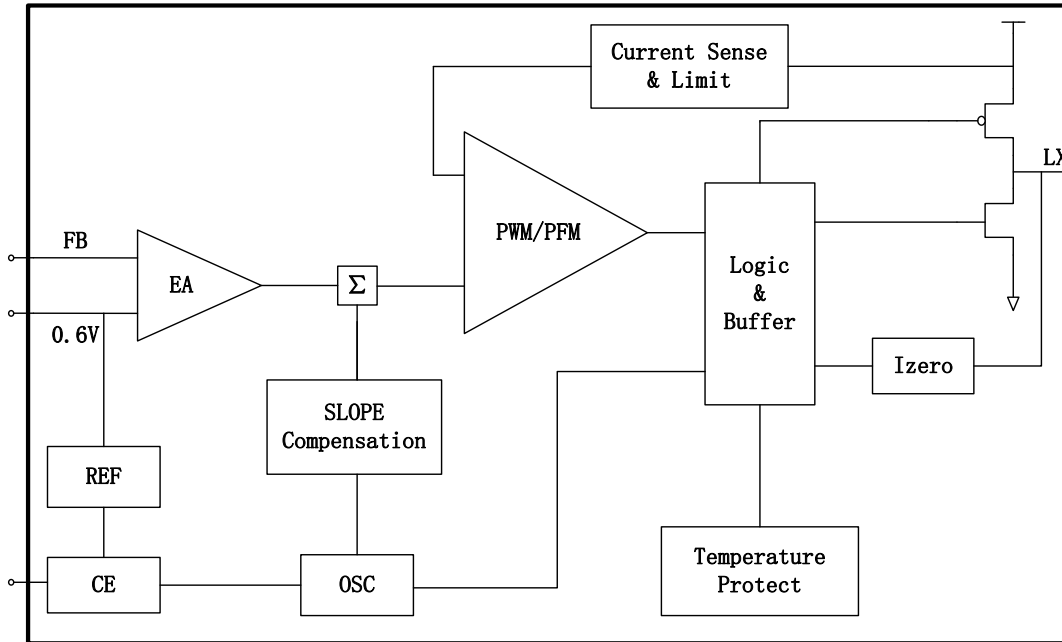 Current Sense
& Limit
LX
PWM/PFM
FB
EA
Σ
0.6V
Logic
&
Buffer
Izero
SLOPE
Compensation
REF
CE
OSC
Temperature
Protect